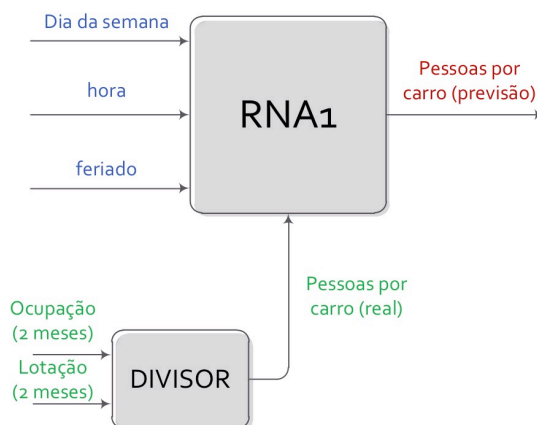 Dia da semana
hora
feriado
RNA1
Pessoas por
carro (previsão)
Pessoas por
carro (real)
Ocupação
(2 meses)
Lotação
(2 meses)
DIVISOR